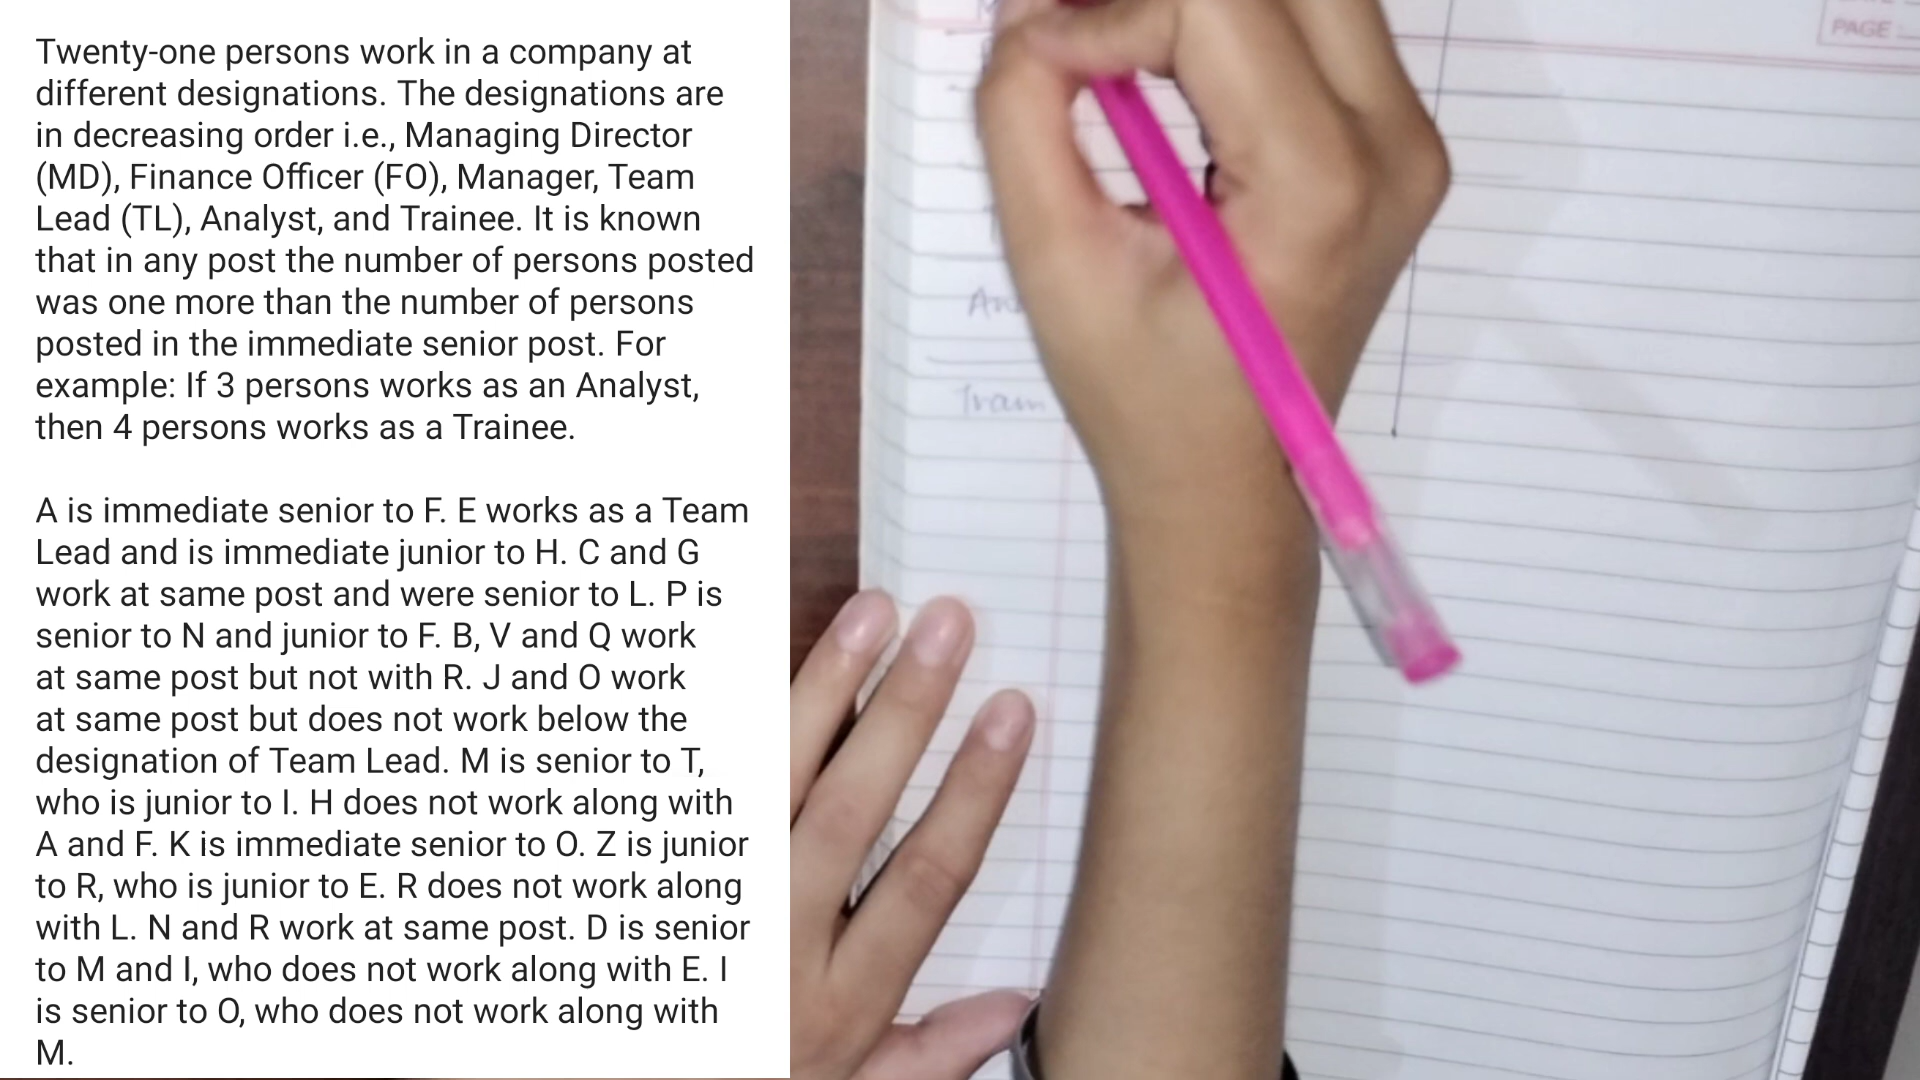 Twenty-one persons work in a company at
different designations. The designations are
in decreasing order i.e., Managing Director
(MD), Finance Officer (FO), Manager, Team
Lead (TL), Analyst, and Trainee. It is known
that in any post the number of persons posted
was one more than the number of persons
posted in the immediate senior post. For
example: If 3 persons works as an Analyst,
then 4 persons works as a Trainee.
A is immediate senior to F. E works as a Team
Lead and is immediate junior to H. C and G
work at same post and were senior to L. P is
senior to N and junior to F. B, V and Q work
at same post but not with R. J and O work
at same post but does not work below the
designation of Team Lead. M is senior to T,
who is junior to I. H does not work along with
A and F. K is immediate senior to O. Z is junior
to R, who is junior to E. R does not work along
with L. N and R work at same post. D is senior
to M and I, who does not work along with E. I
is senior to O, who does not work along with
M.
PAGE
An
Train